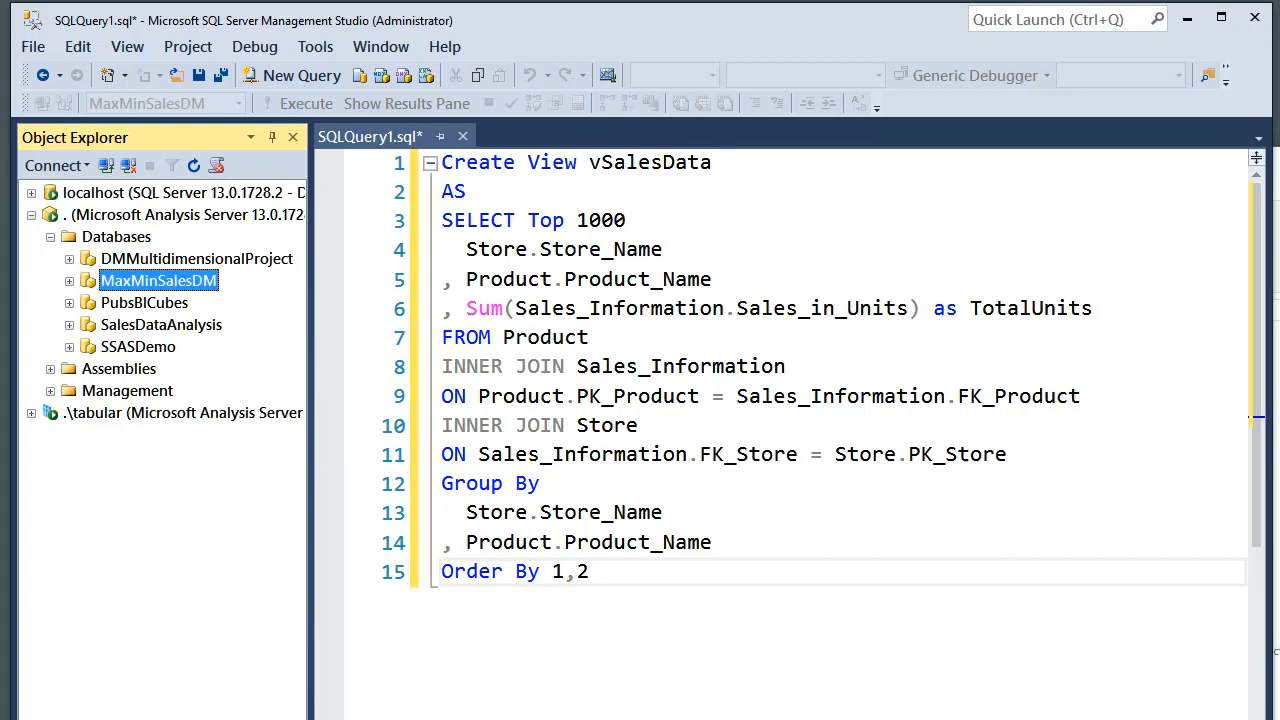 SQLQuery1.sql* - Microsoft SQL Server Management Studio (Administrator)
Quick Launch (Ctrl+Q)
File Edit View Project Debug Tools Window Help
New Query
Generic Debugger
MaxMinSalesDM
Execute Show Results Pane
Object Explorer
Connect
localhost (SQL Server 13.0.1728.2 - D
. (Microsoft Analysis Server 13.0.172
Databases
DMMultidimensionalProject
MaxMinSalesDM
PubsBICubes
SalesDataAnalysis
SSASDemo
Assemblies
Management
.\tabular (Microsoft Analysis Server
SQLQuery1.sql*
1 Create View vSalesData
2 AS
3 SELECT Top 1000
4 Store.Store_Name
5 , Product.Product_Name
6 , Sum(Sales_Information.Sales_in_Units) as TotalUnits
7 FROM Product
8 INNER JOIN Sales_Information
9 ON Product.PK_Product = Sales_Information.FK_Product
10 INNER JOIN Store
11 ON Sales_Information.FK_Store = Store.PK_Store
12 Group By
13 Store.Store_Name
14 , Product.Product_Name
15 Order By 1,2